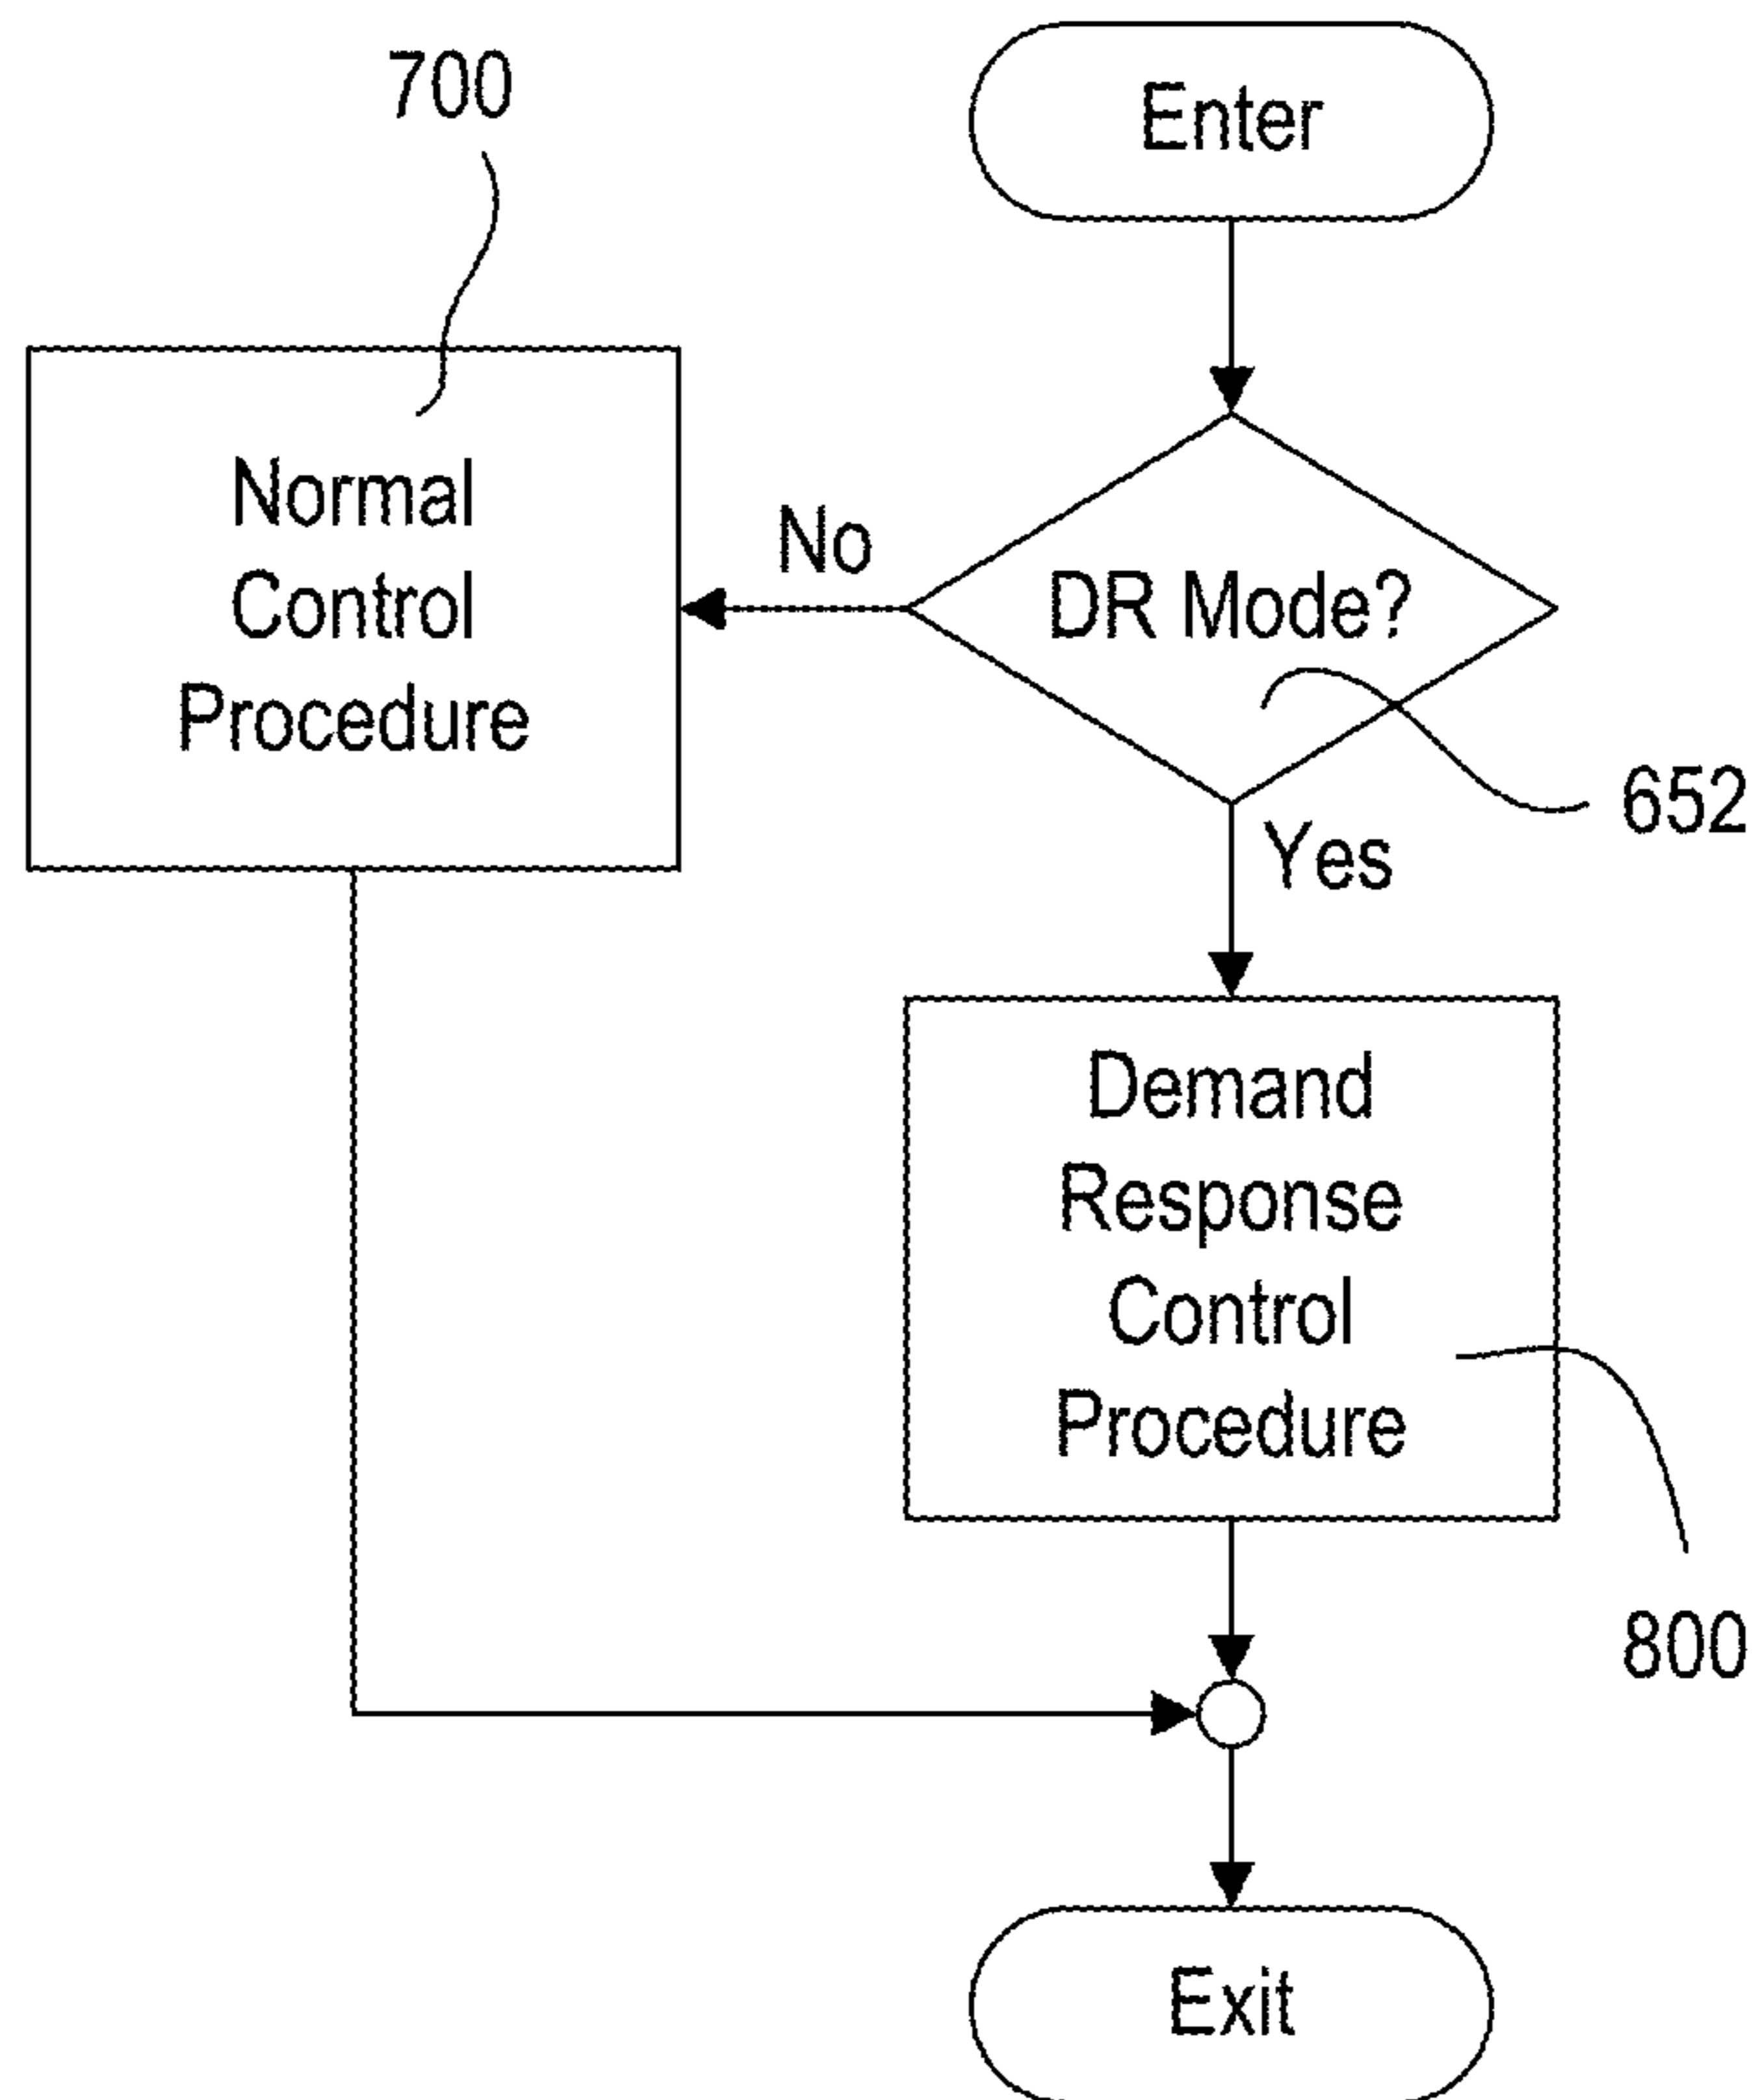 700
Enter
Normal
Control
Procedure
No
DR Mode?
652
Yes
Demand
Response
Control
Procedure
800
Exit